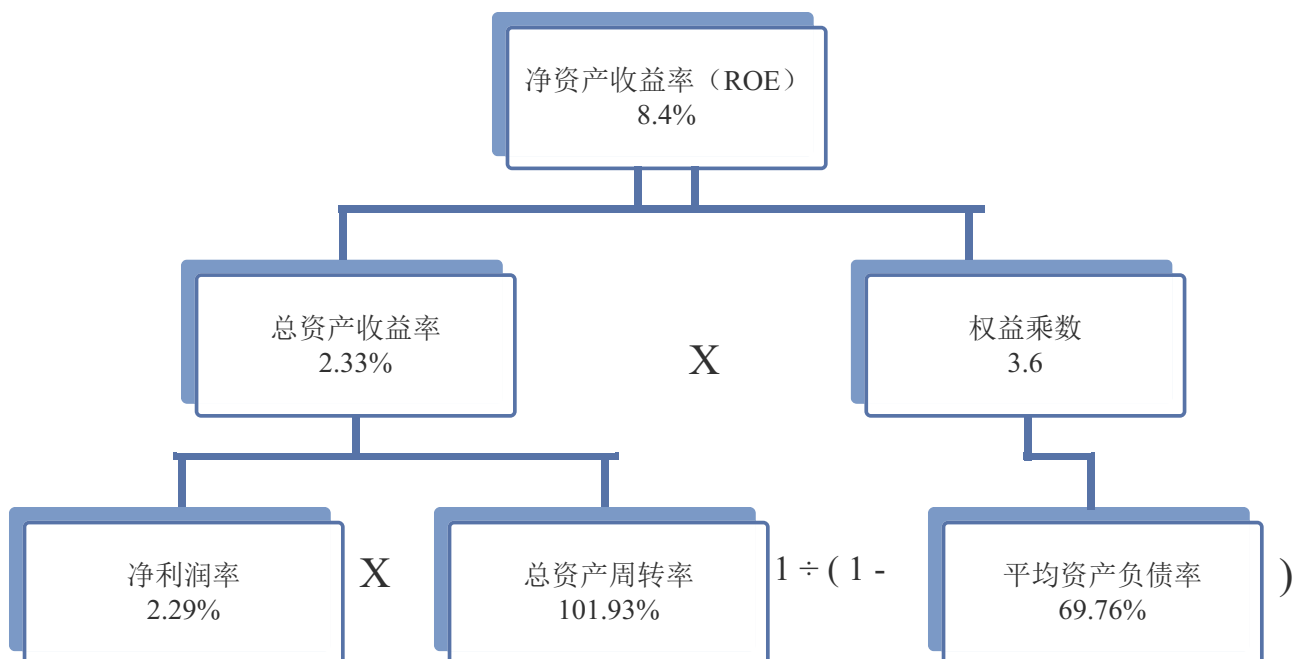 净资产收益率（ROE）
8.4%
总资产收益率
2.33%
X
权益乘数
3.6
净利润率
2.29%
X
总资产周转率
101.93%
1 ÷ ( 1 -
平均资产负债率
69.76%
)